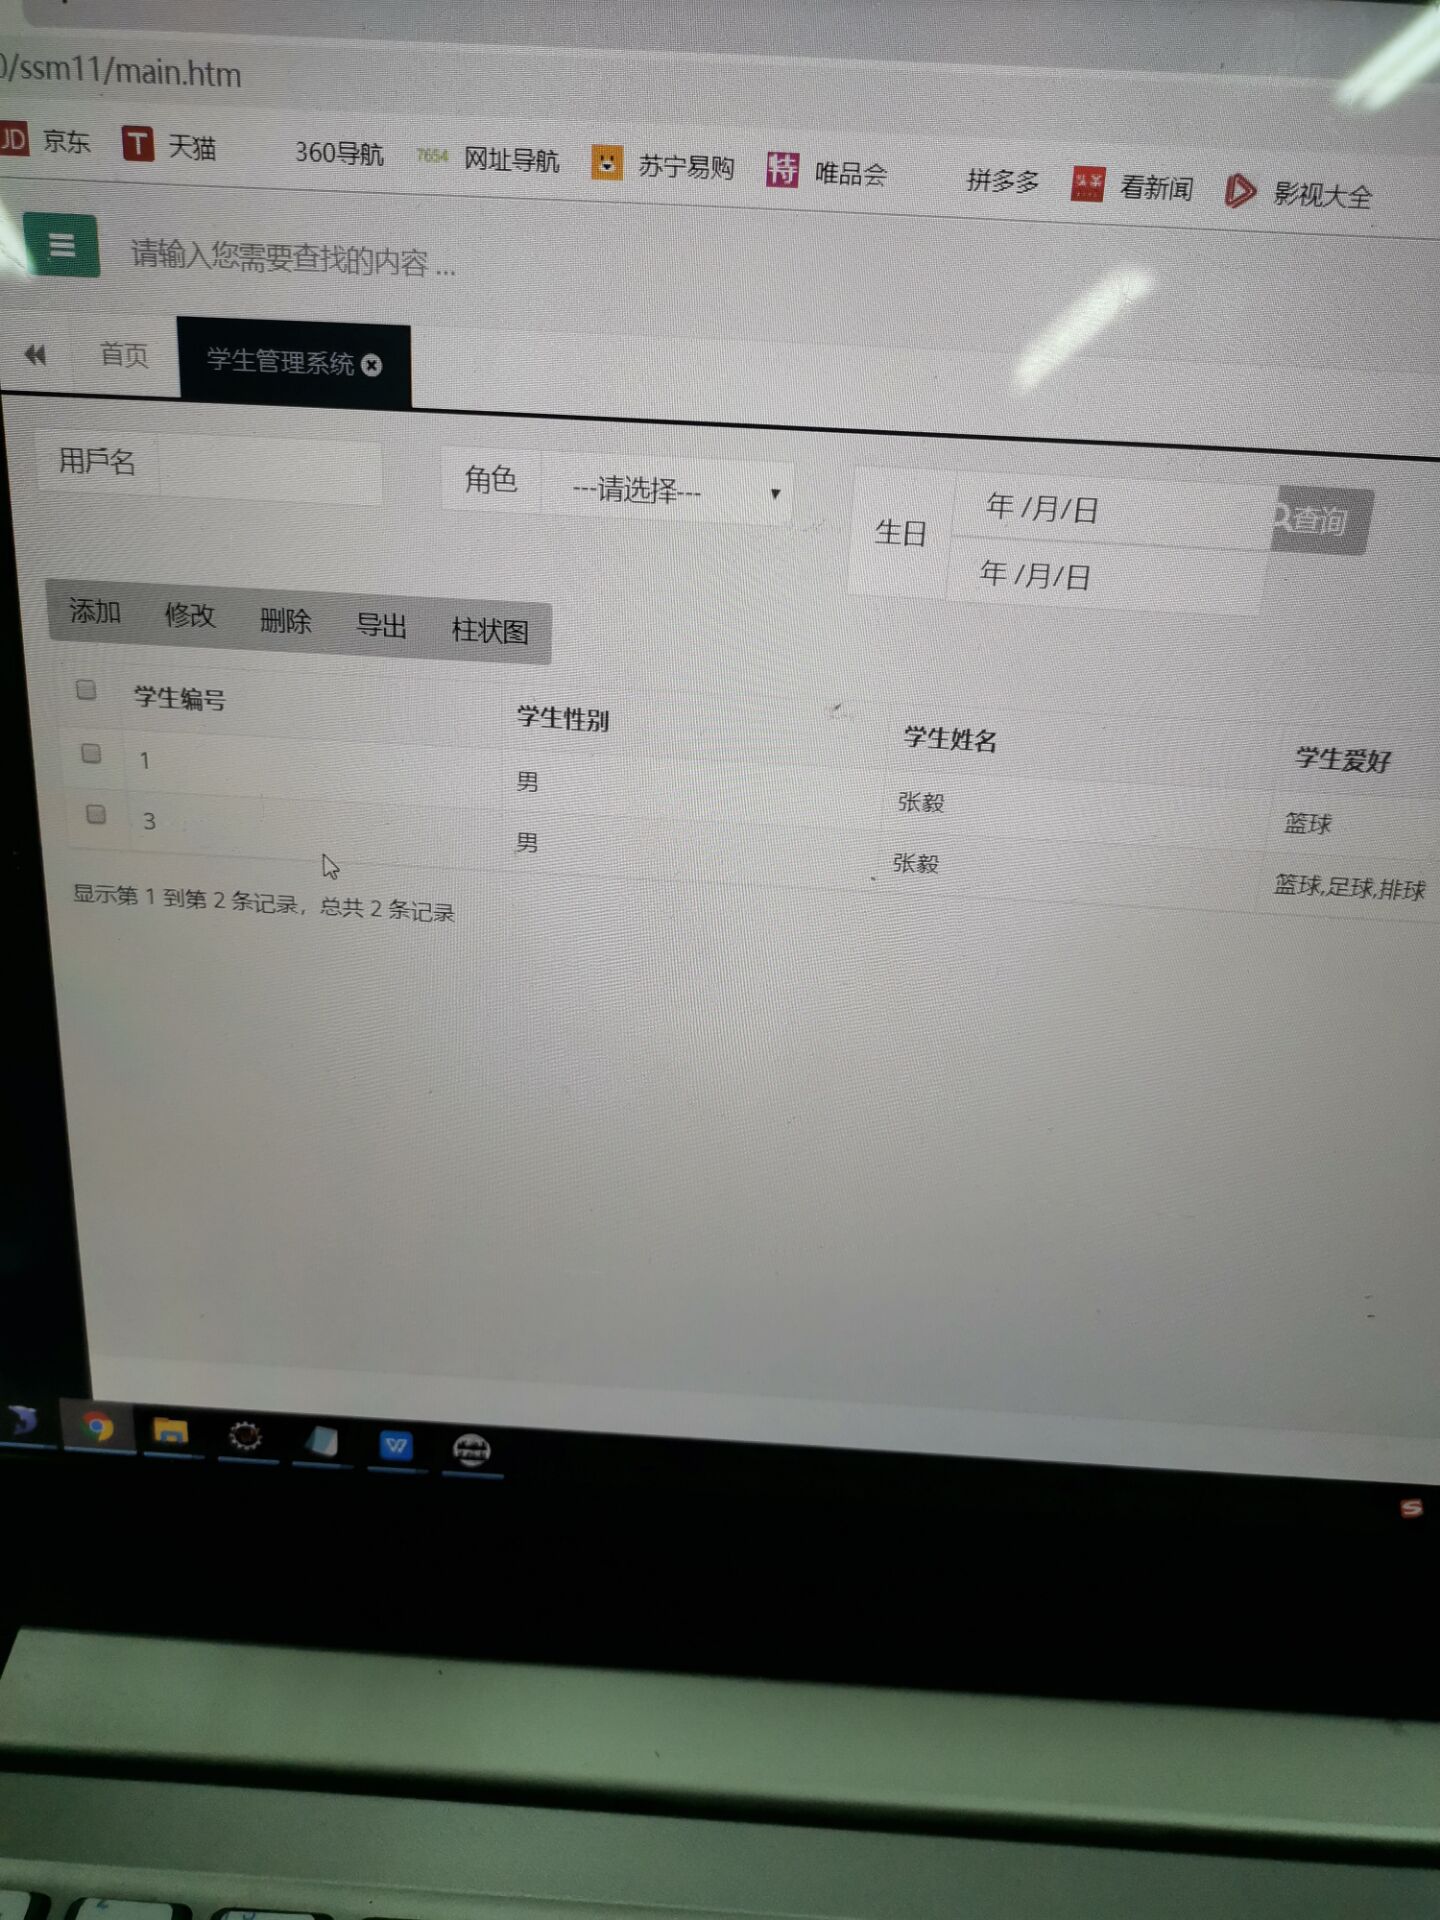 /ssm11/main.htm
JD 京东 T 天猫 360导航 7654 网址导航 苏宁易购 特 唯品会 拼多多 头条 看新闻 影视大全
请输入您需要查找的内容 ...
首页 学生管理系统
用戶名 角色 ---请选择--- 生日 年 /月/日 查询
年 /月/日
添加 修改 删除 导出 柱状图
学生编号 学生性别 学生姓名 学生爱好
1 男 张毅 篮球
3 男 张毅 篮球,足球,排球
显示第 1 到第 2 条记录，总共 2 条记录